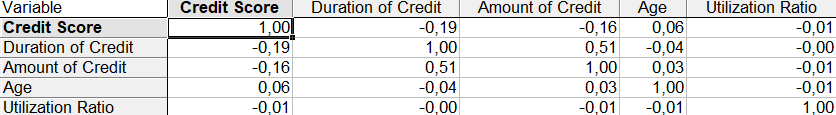 Variable Credit Score Duration of Credit Amount of Credit Age Utilization Ratio
Credit Score 1,00 -0,19 -0,16 0,06 -0,01
Duration of Credit -0,19 1,00 0,51 -0,04 -0,00
Amount of Credit -0,16 0,51 1,00 0,03 -0,01
Age 0,06 -0,04 0,03 1,00 -0,01
Utilization Ratio -0,01 -0,00 -0,01 -0,01 1,00